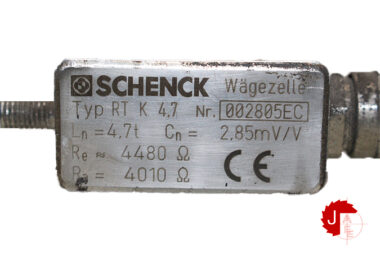 SCHENCK Wägezelle
Typ RT K 4.7 Nr. 002805EC
Ln=4.7t Cn = 2,85mV/V
Re ≈ 4480 Ω
Ra = 4010 Ω
CE